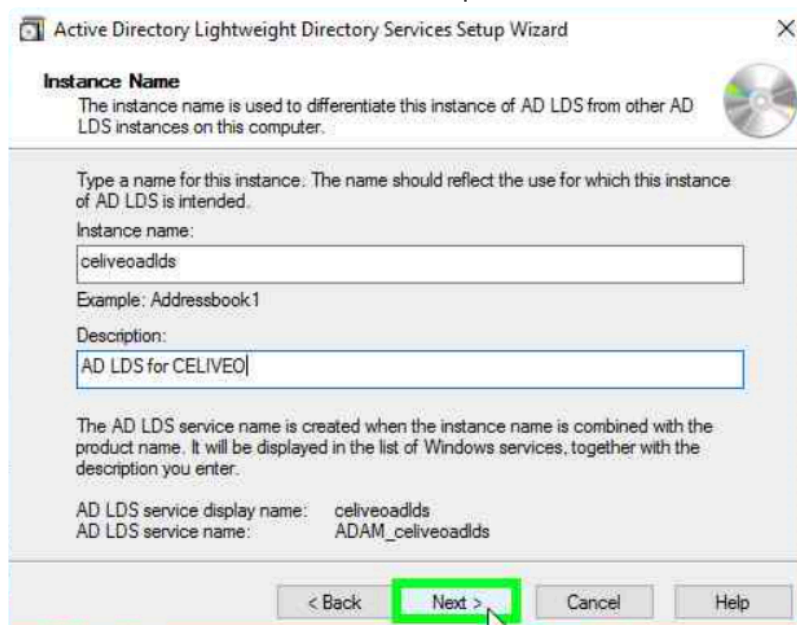 Active Directory Lightweight Directory Services Setup Wizard
Instance Name
The instance name is used to differentiate this instance of AD LDS from other AD
LDS instances on this computer.
Type a name for this instance. The name should reflect the use for which this instance
of AD LDS is intended.
Instance name:
celiveoadlds
Example: Addressbook1
Description:
AD LDS for CELIVEO
The AD LDS service name is created when the instance name is combined with the
product name. It will be displayed in the list of Windows services, together with the
description you enter.
AD LDS service display name: celiveoadlds
AD LDS service name: ADAM_celiveoadlds
< Back Next > Cancel Help